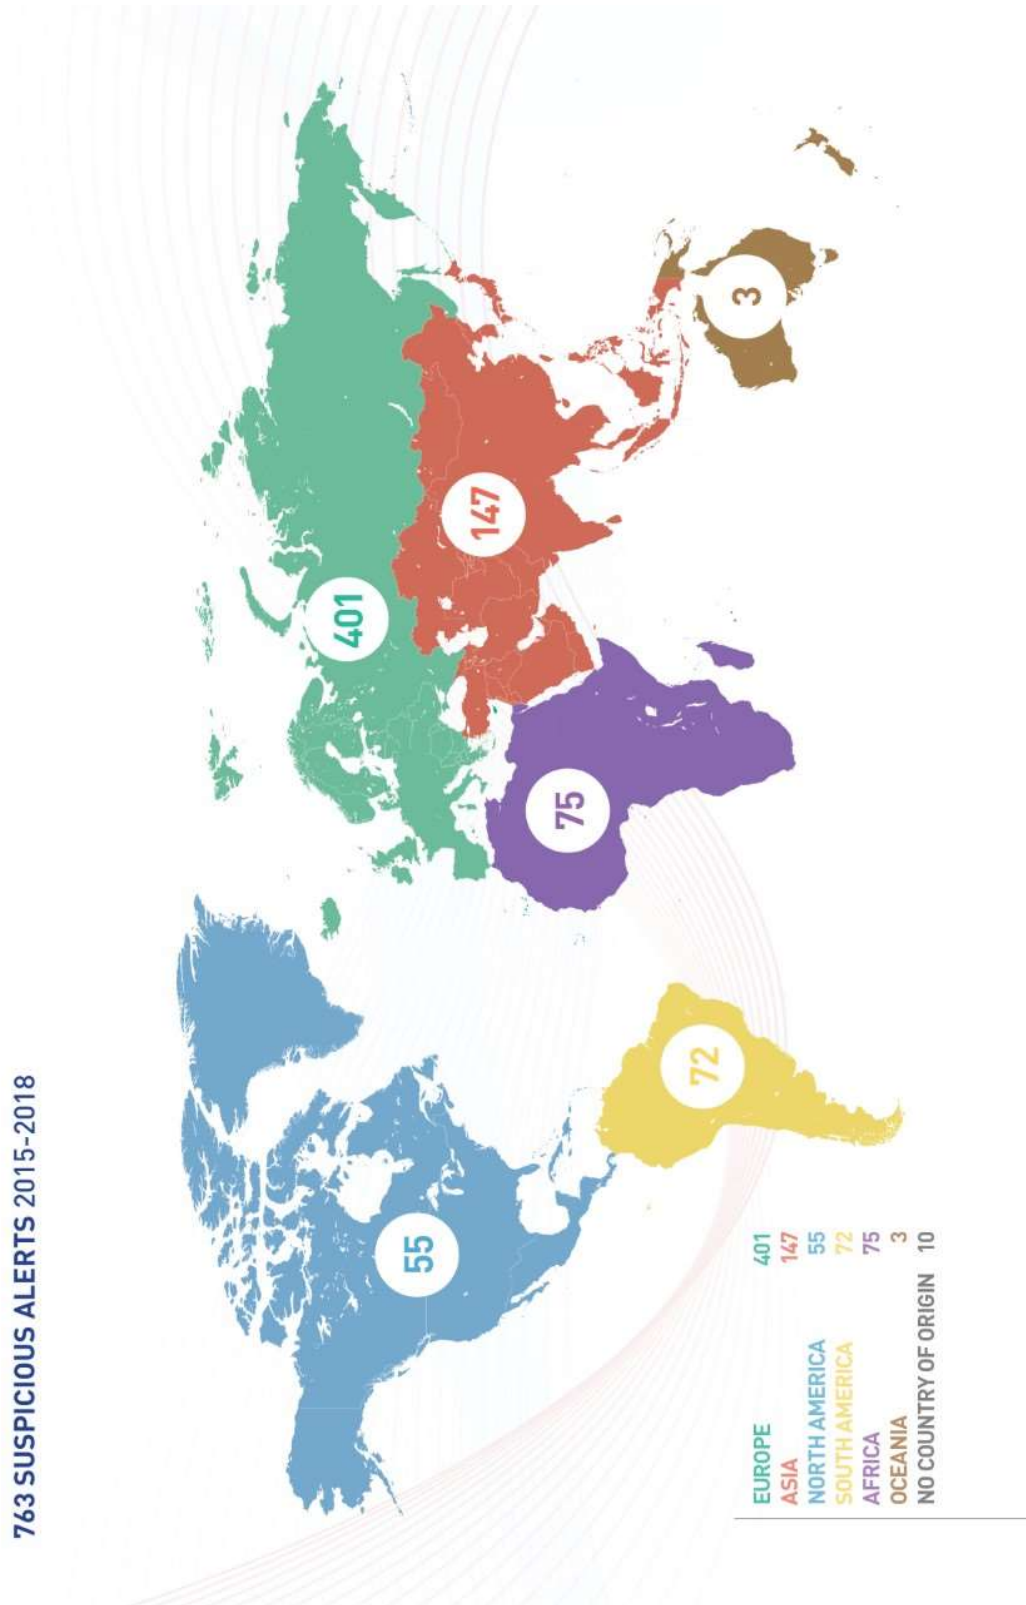 763 SUSPICIOUS ALERTS 2015-2018
55
401
147
75
72
3
EUROPE 401
ASIA 147
NORTH AMERICA 55
SOUTH AMERICA 72
AFRICA 75
OCEANIA 3
NO COUNTRY OF ORIGIN 10